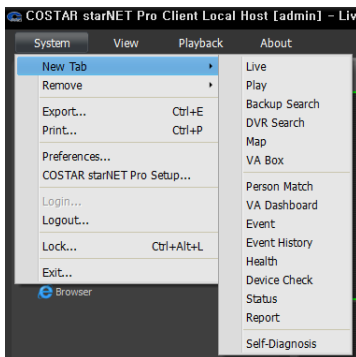 COSTAR starNET Pro Client Local Host [admin] - Liv
System View Playback About
New Tab
Remove
Export... Ctrl+E
Print... Ctrl+P
Preferences...
COSTAR starNET Pro Setup...
Login...
Logout...
Lock... Ctrl+Alt+L
Exit...
Browser
Live
Play
Backup Search
DVR Search
Map
VA Box
Person Match
VA Dashboard
Event
Event History
Health
Device Check
Status
Report
Self-Diagnosis